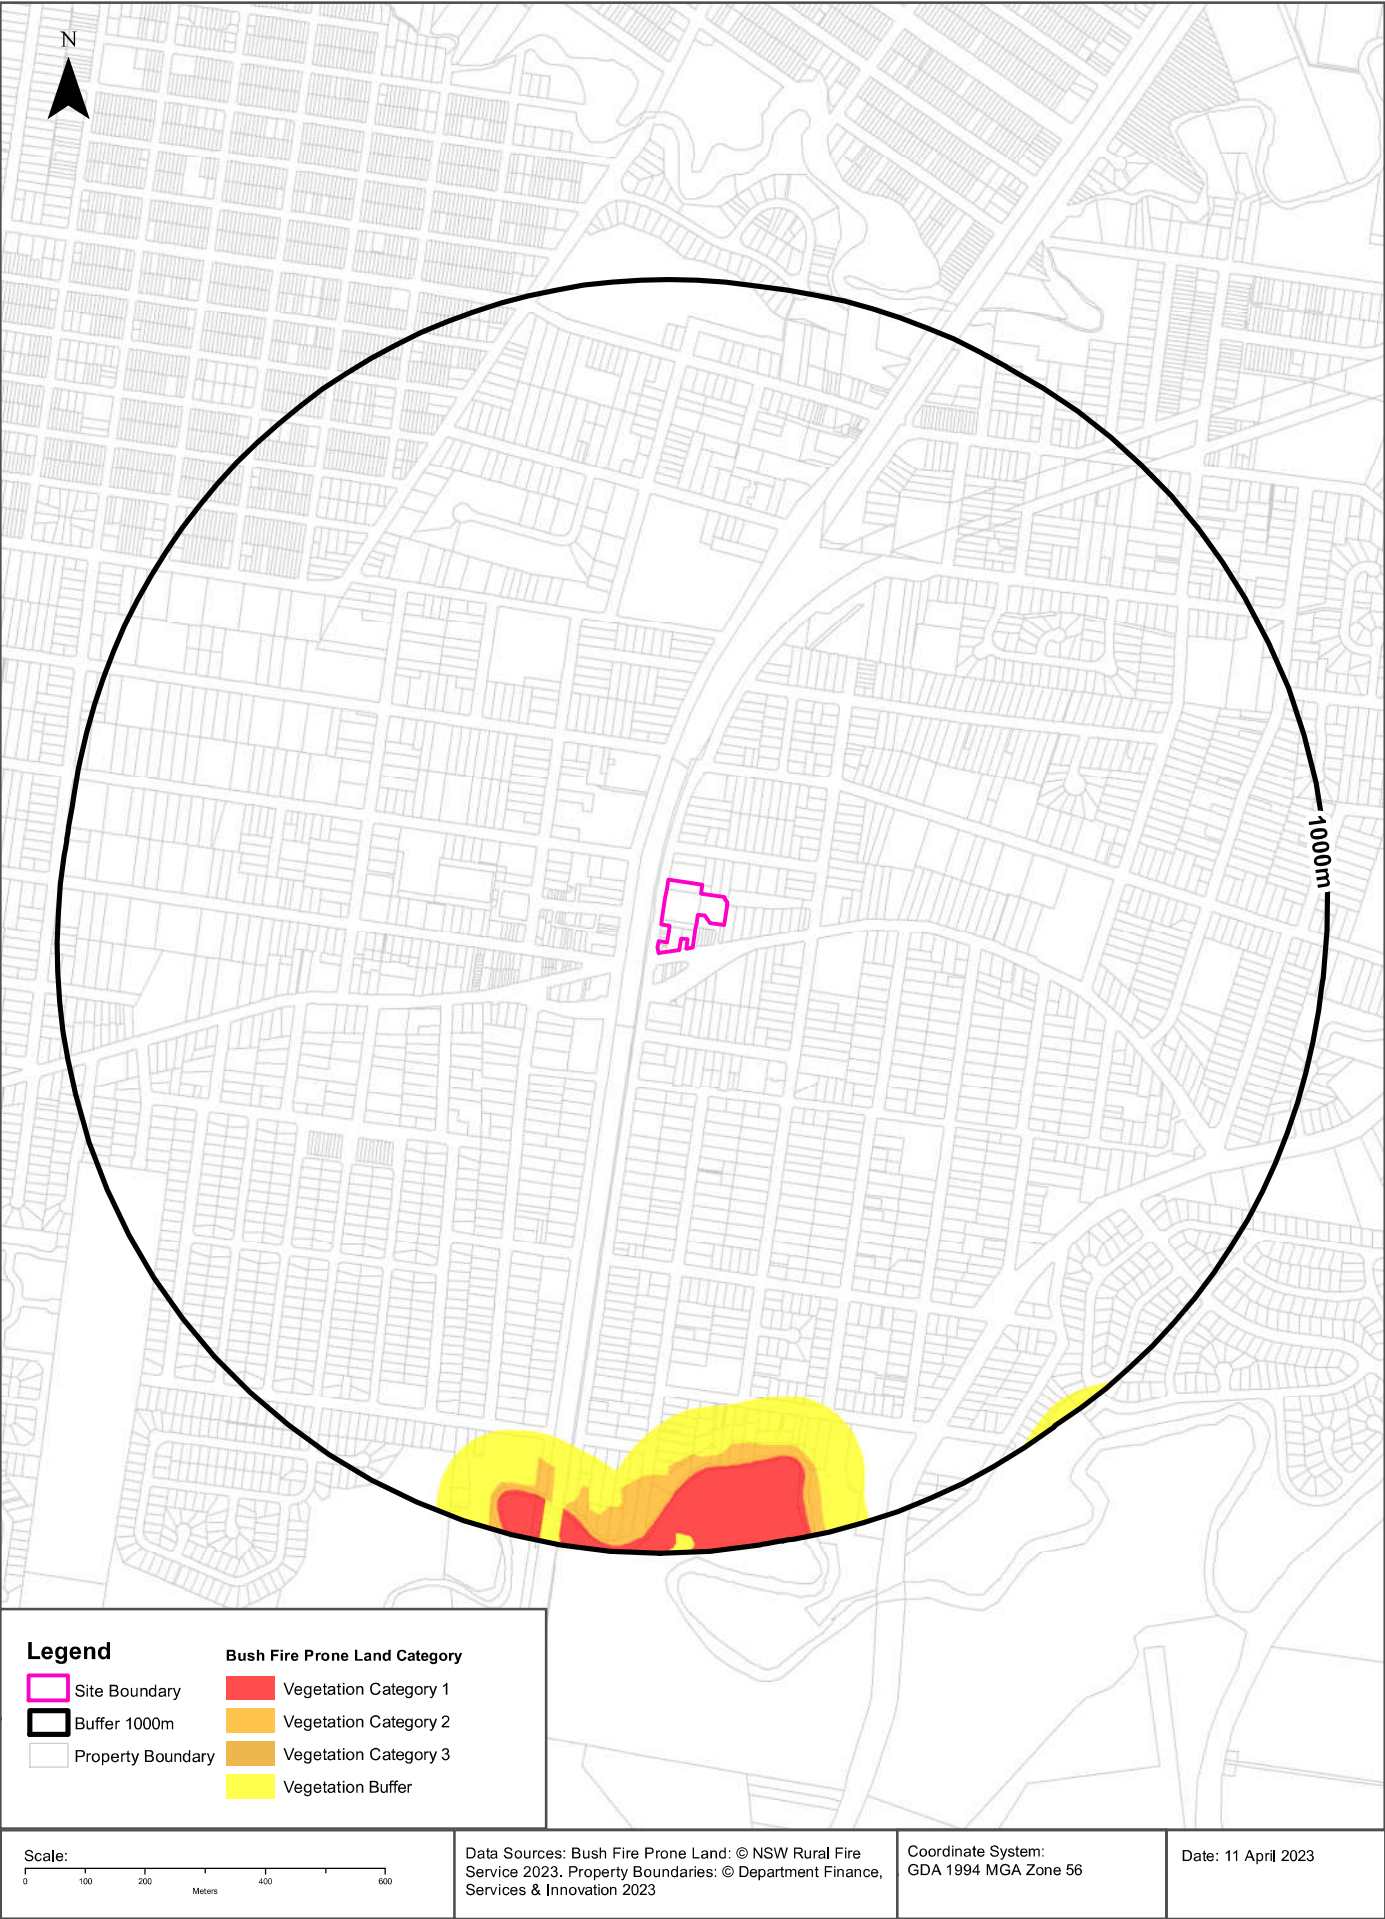 N
1000m
Legend
Site Boundary
Buffer 1000m
Property Boundary
Bush Fire Prone Land Category
Vegetation Category 1
Vegetation Category 2
Vegetation Category 3
Vegetation Buffer
Scale:
0 100 200 400 600
Meters
Data Sources: Bush Fire Prone Land: © NSW Rural Fire
Service 2023. Property Boundaries: © Department Finance,
Services & Innovation 2023
Coordinate System:
GDA 1994 MGA Zone 56
Date: 11 April 2023